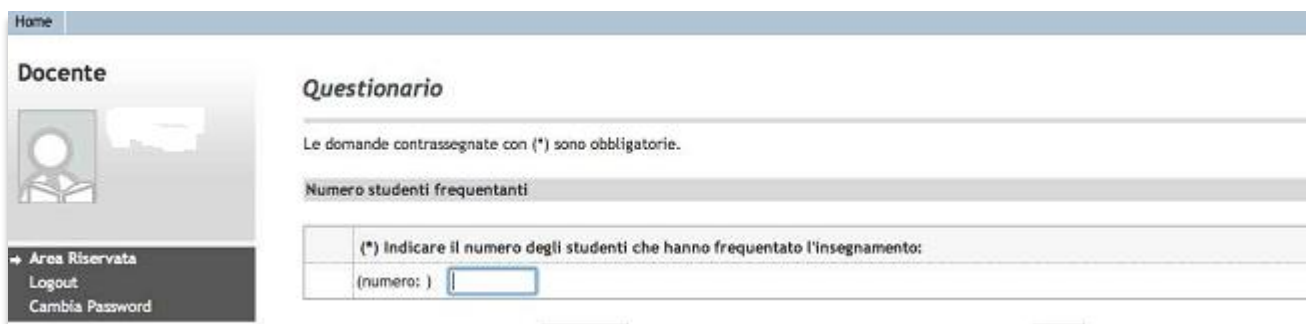 Home
Docente
Questionario
Le domande contrassegnate con (*) sono obbligatorie.
Numero studenti frequentanti
(*) Indicare il numero degli studenti che hanno frequentato l'insegnamento:
(numero: )
Area Riservata
Logout
Cambia Password